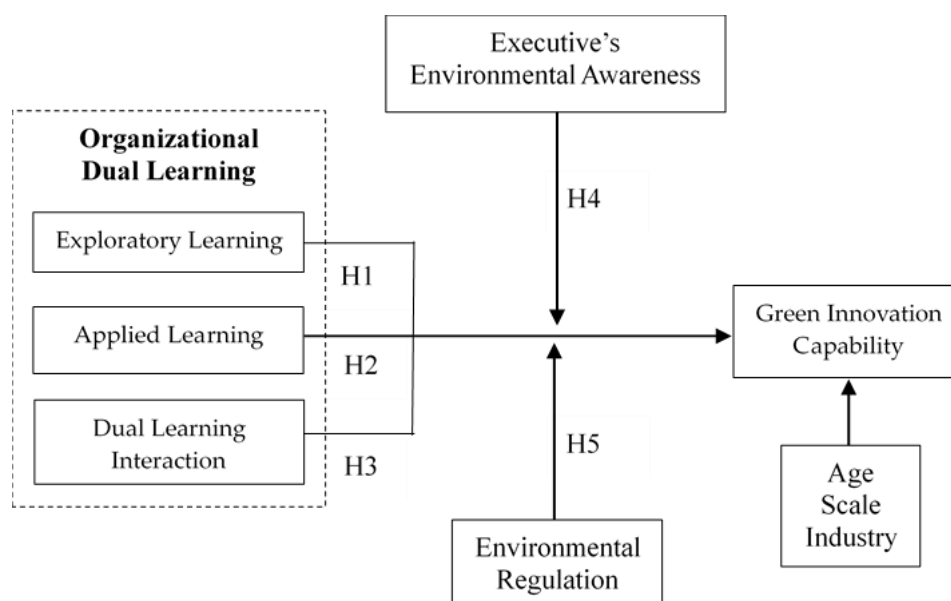 Executive’s
Environmental Awareness
Organizational
Dual Learning
H4
Exploratory Learning
H1
Applied Learning
Green Innovation
Capability
H2
Dual Learning
Interaction
H3
H5
Age
Scale
Industry
Environmental
Regulation